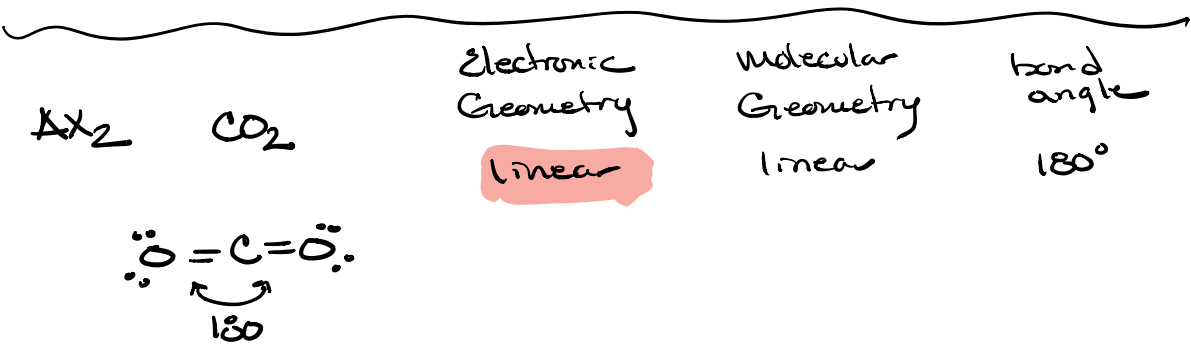 Electronic Molecular bond
AX2 CO2 Geometry Geometry angle
linear linear 180°
O=C=O
180